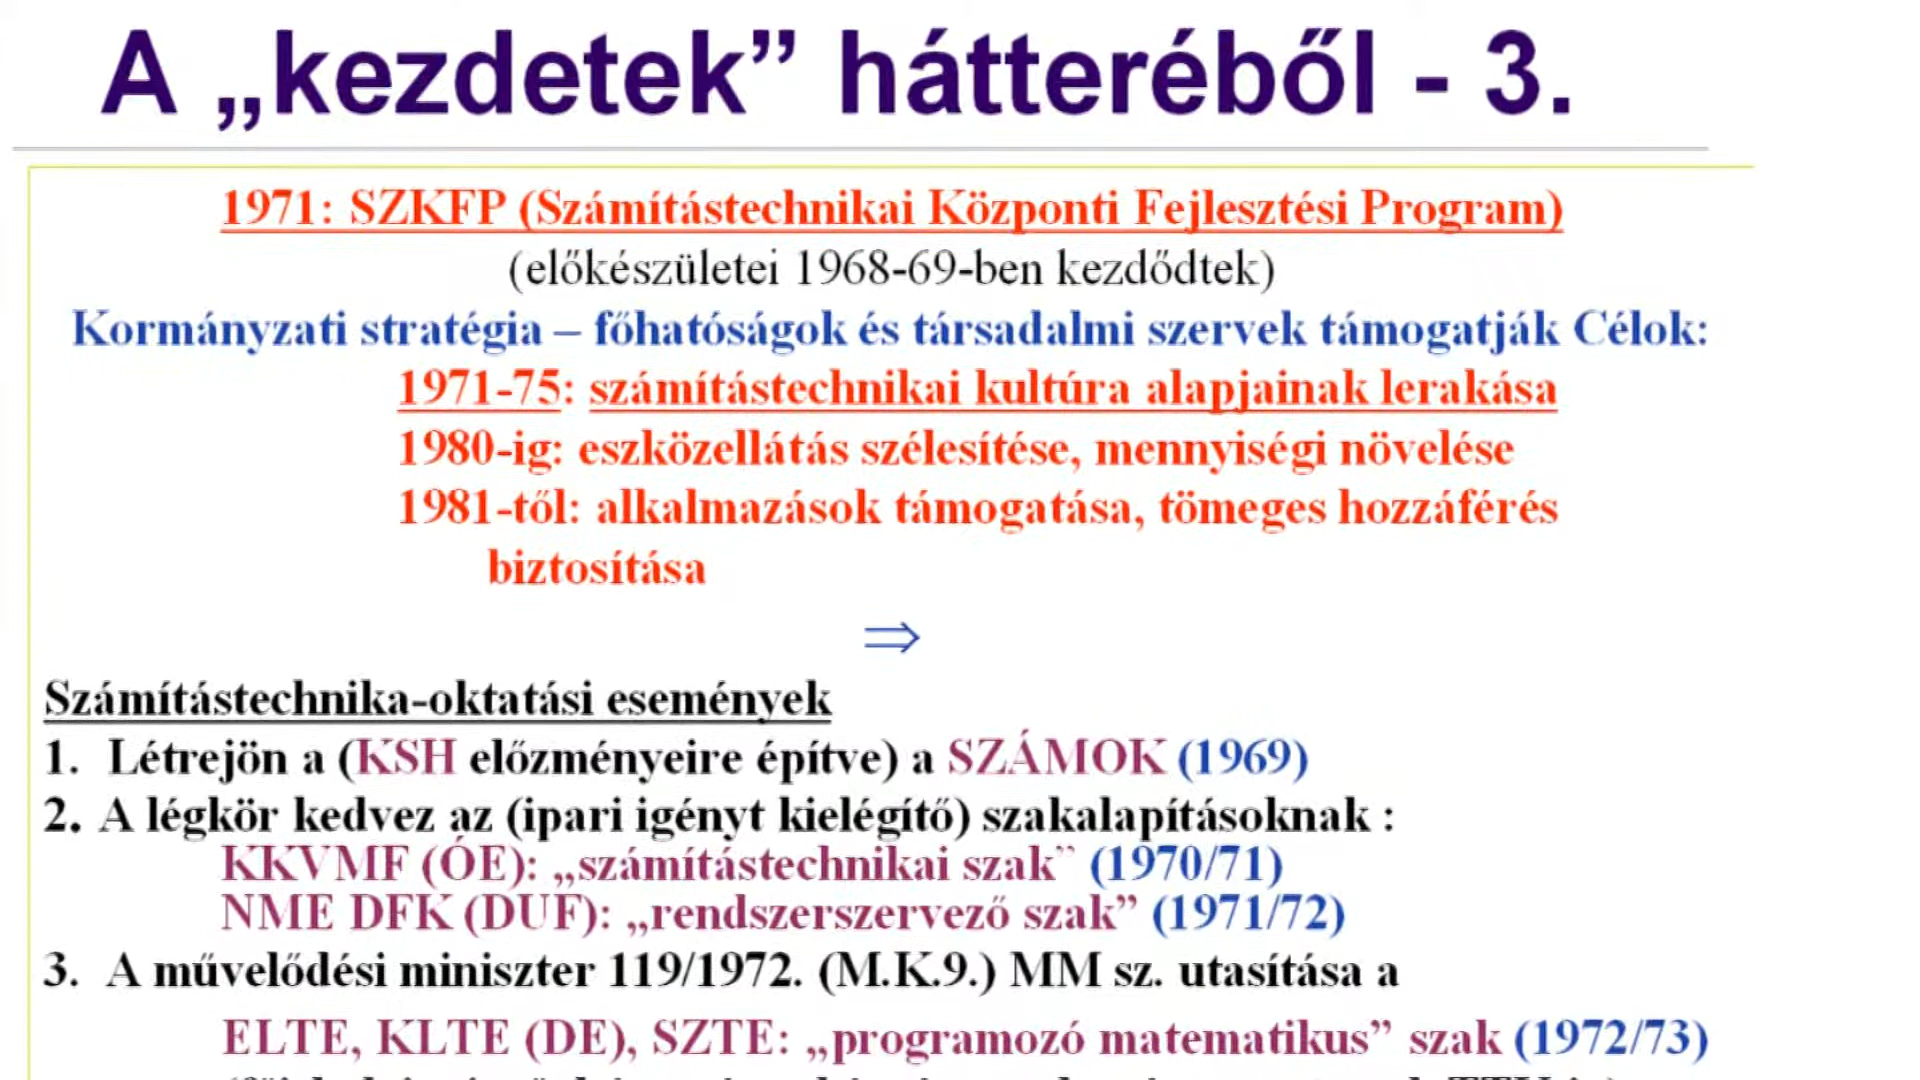 A „kezdetek” hátteréből - 3.
1971: SZKFP (Számítástechnikai Központi Fejlesztési Program)
(előkészületei 1968-69-ben kezdődtek)
Kormányzati stratégia – főhatóságok és társadalmi szervek támogatják Célok:
1971-75: számítástechnikai kultúra alapjainak lerakása
1980-ig: eszközellátás szélesítése, mennyiségi növelése
1981-től: alkalmazások támogatása, tömeges hozzáférés
biztosítása
⇒
Számítástechnika-oktatási események
1. Létrejön a (KSH előzményeire építve) a SZÁMOK (1969)
2. A légkör kedvez az (ipari igényt kielégítő) szakalapításoknak :
KKVMF (ÓE): „számítástechnikai szak” (1970/71)
NME DFK (DUF): „rendszerszervező szak” (1971/72)
3. A művelődési miniszter 119/1972. (M.K.9.) MM sz. utasítása a
ELTE, KLTE (DE), SZTE: „programozó matematikus” szak (1972/73)